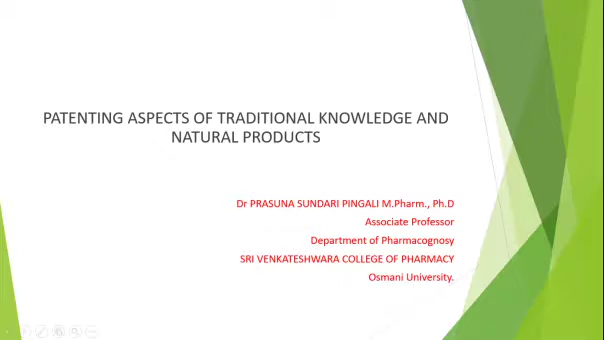 PATENTING ASPECTS OF TRADITIONAL KNOWLEDGE AND
NATURAL PRODUCTS
Dr PRASUNA SUNDARI PINGALI M.Pharm., Ph.D
Associate Professor
Department of Pharmacognosy
SRI VENKATESHWARA COLLEGE OF PHARMACY
Osmani University.